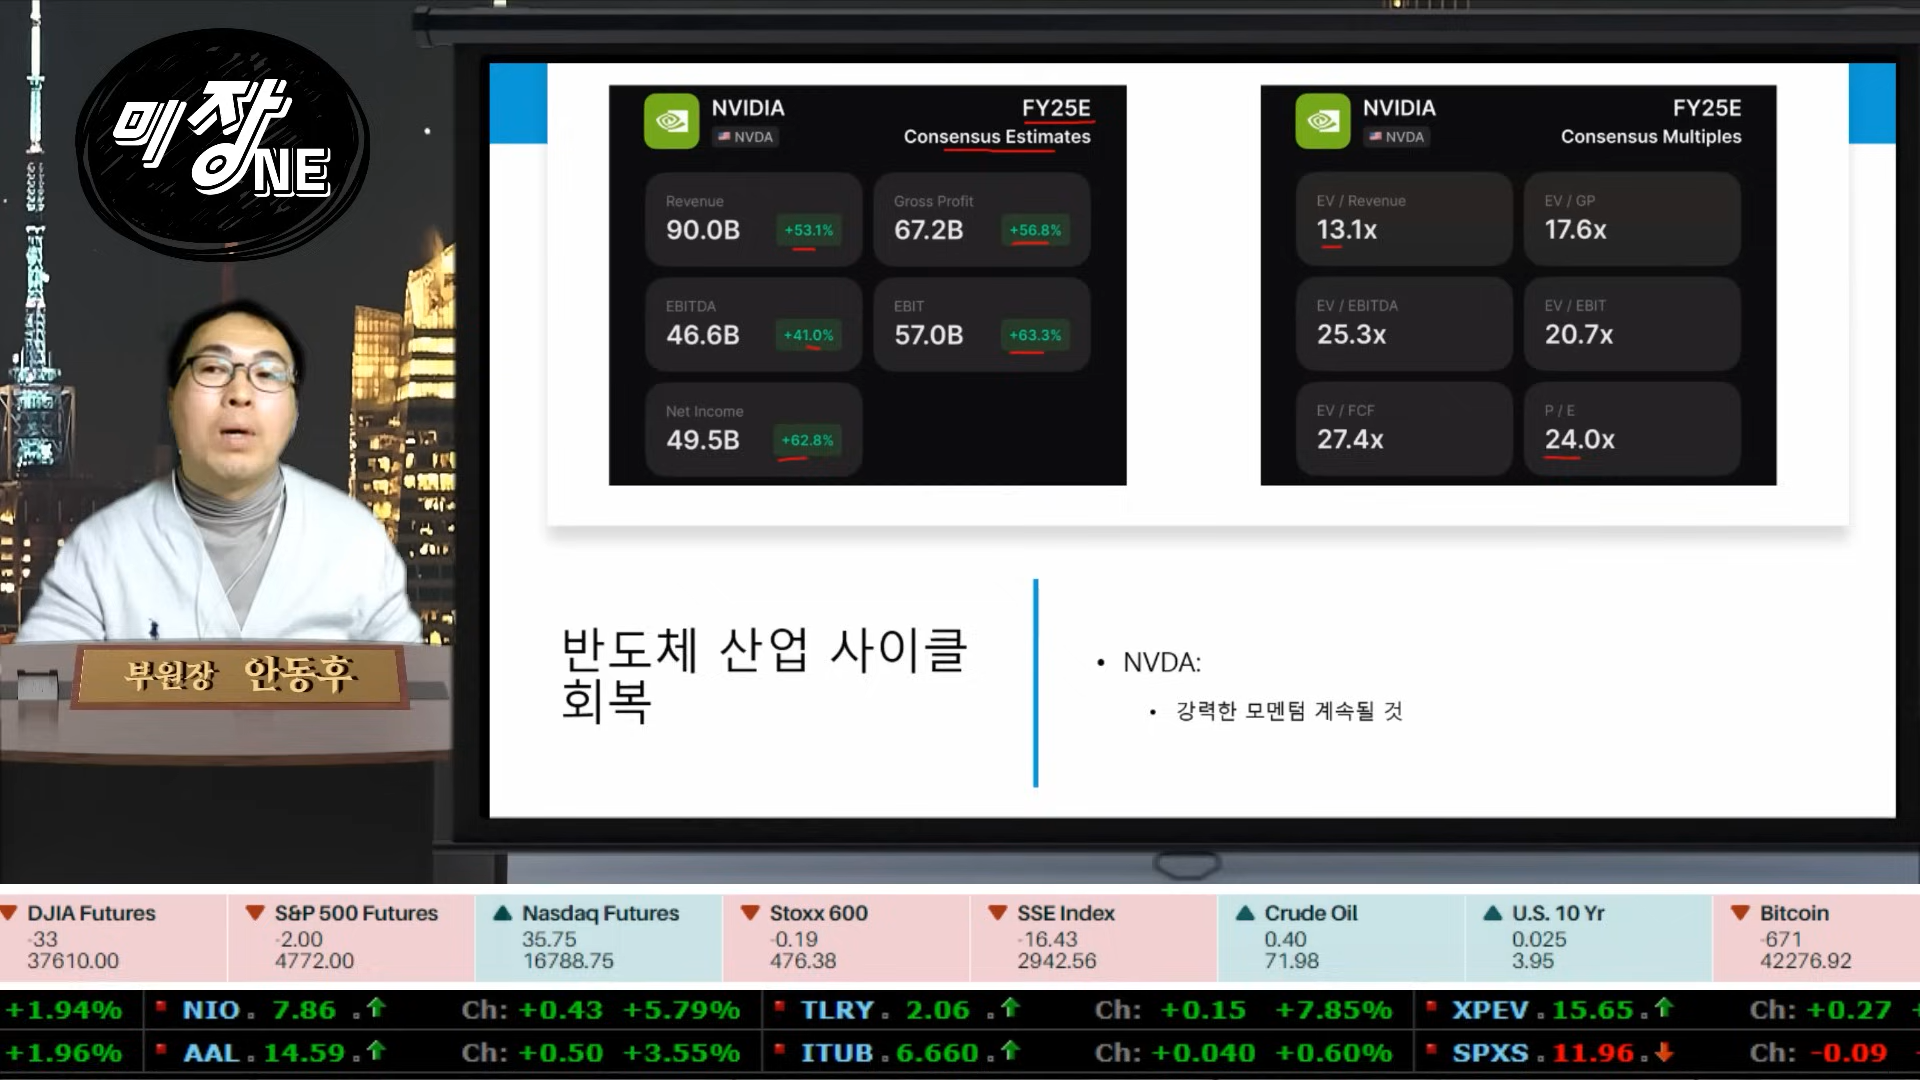 미장NE
NVIDIA
NVDA
FY25E
Consensus Estimates
Revenue
90.0B +53.1%
Gross Profit
67.2B +56.8%
EBITDA
46.6B +41.0%
EBIT
57.0B +63.3%
Net Income
49.5B +62.8%
NVIDIA
NVDA
FY25E
Consensus Multiples
EV / Revenue
13.1x
EV / GP
17.6x
EV / EBITDA
25.3x
EV / EBIT
20.7x
EV / FCF
27.4x
P / E
24.0x
반도체 산업 사이클
회복
• NVDA:
• 강력한 모멘텀 계속될 것
부원장 안동후
DJIA Futures
-33
37610.00
S&P 500 Futures
-2.00
4772.00
Nasdaq Futures
35.75
16788.75
Stoxx 600
-0.19
476.38
SSE Index
-16.43
2942.56
Crude Oil
0.40
71.98
U.S. 10 Yr
0.025
3.95
Bitcoin
-671
42276.92
+1.94% NIO. 7.86 .↑ Ch: +0.43 +5.79% TLRY. 2.06 .↑ Ch: +0.15 +7.85% XPEV.15.65.↑ Ch: +0.27
+1.96% AAL.14.59.↑ Ch: +0.50 +3.55% ITUB.6.660.↑ Ch: +0.040 +0.60% SPXS.11.96.↓ Ch: -0.09